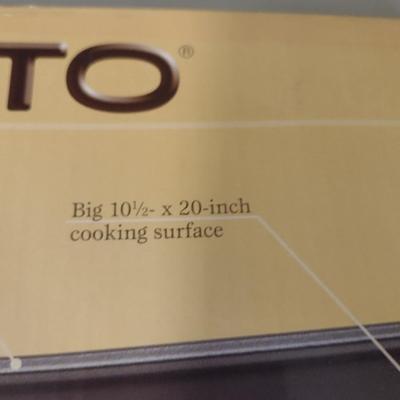 TO®
Big 10½- x 20-inch
cooking surface